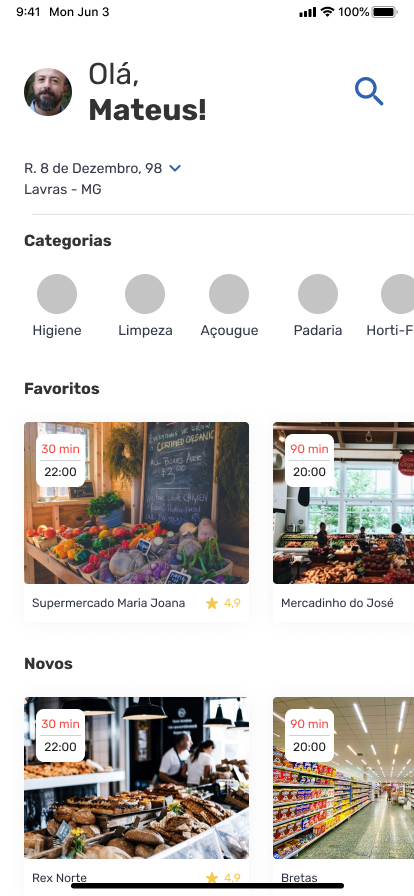 9:41 Mon Jun 3
100%
Olá,
Mateus!
R. 8 de Dezembro, 98
Lavras - MG
Categorias
Higiene Limpeza Açougue Padaria Horti-F
Favoritos
30 min
22:00
CERTIFIED ORGANIC
90 min
20:00
Supermercado Maria Joana 4,9
Mercadinho do José
Novos
30 min
22:00
90 min
20:00
Rex Norte 4,9
Bretas